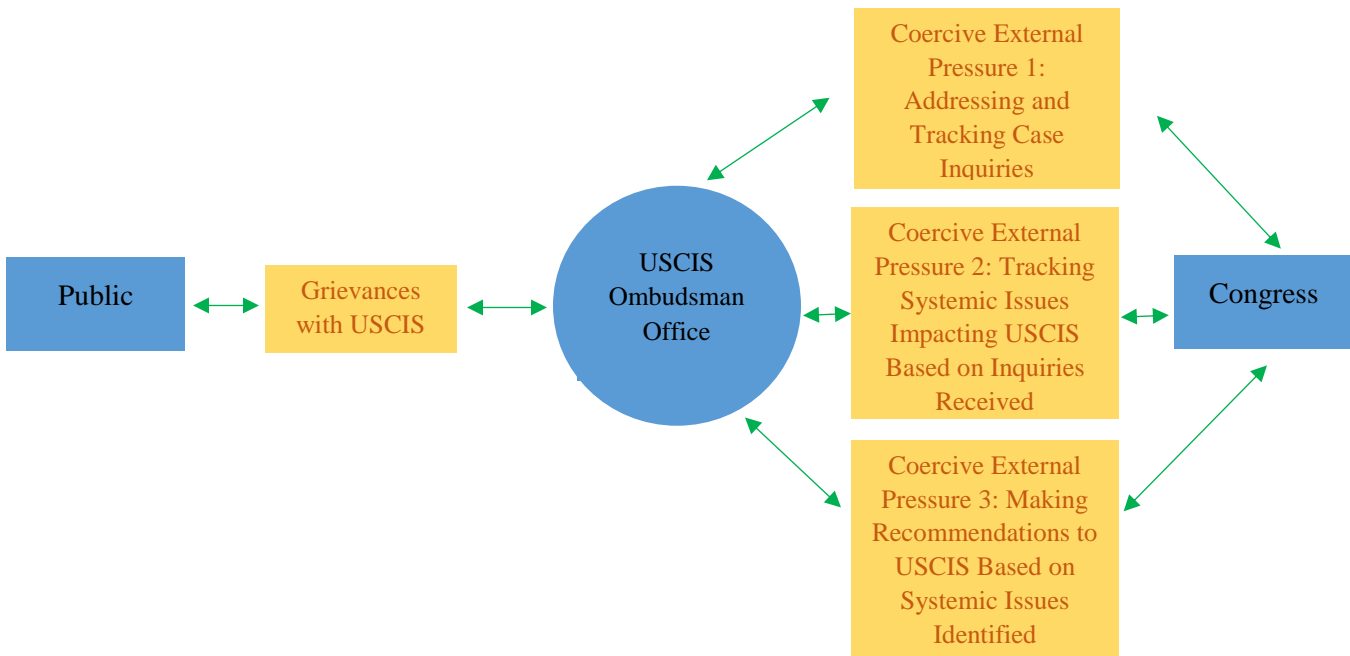 Public
Grievances
with USCIS
USCIS
Ombudsman
Office
Coercive External
Pressure 1:
Addressing and
Tracking Case
Inquiries
Coercive External
Pressure 2: Tracking
Systemic Issues
Impacting USCIS
Based on Inquiries
Received
Coercive External
Pressure 3: Making
Recommendations to
USCIS Based on
Systemic Issues
Identified
Congress